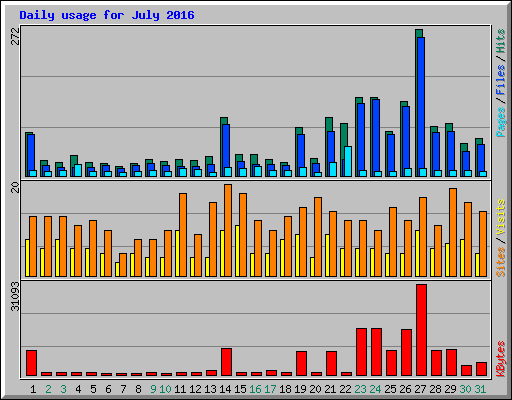 Daily usage for July 2016
272
Pages / Files / Hits
20
Sites / Visits
31093
KBytes
1 2 3 4 5 6 7 8 9 10 11 12 13 14 15 16 17 18 19 20 21 22 23 24 25 26 27 28 29 30 31